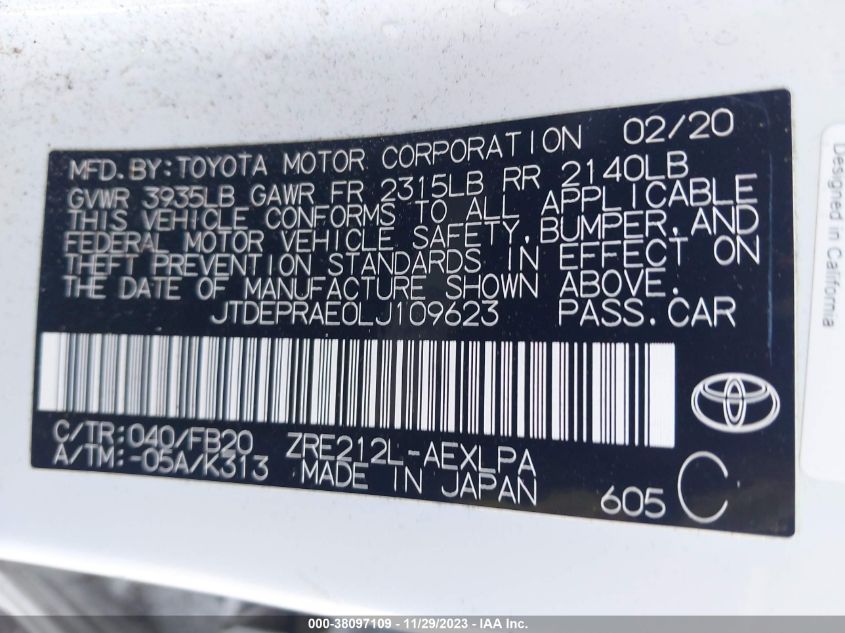 MFD. BY: TOYOTA MOTOR CORPORATION 02/20
GVWR 3935LB GAWR FR 2315LB RR 2140LB
THIS VEHICLE CONFORMS TO ALL APPLICABLE
FEDERAL MOTOR VEHICLE SAFETY, BUMPER, AND
THEFT PREVENTION STANDARDS IN EFFECT ON
THE DATE OF MANUFACTURE SHOWN ABOVE.
JTDEPRAE0LJ109623 PASS. CAR
C/TR: 040/FB20 ZRE212L-AEXLPA
A/TM: -05A/K313 MADE IN JAPAN
605 C
Designed in California
000-38097109 - 11/29/2023 - IAA Inc.